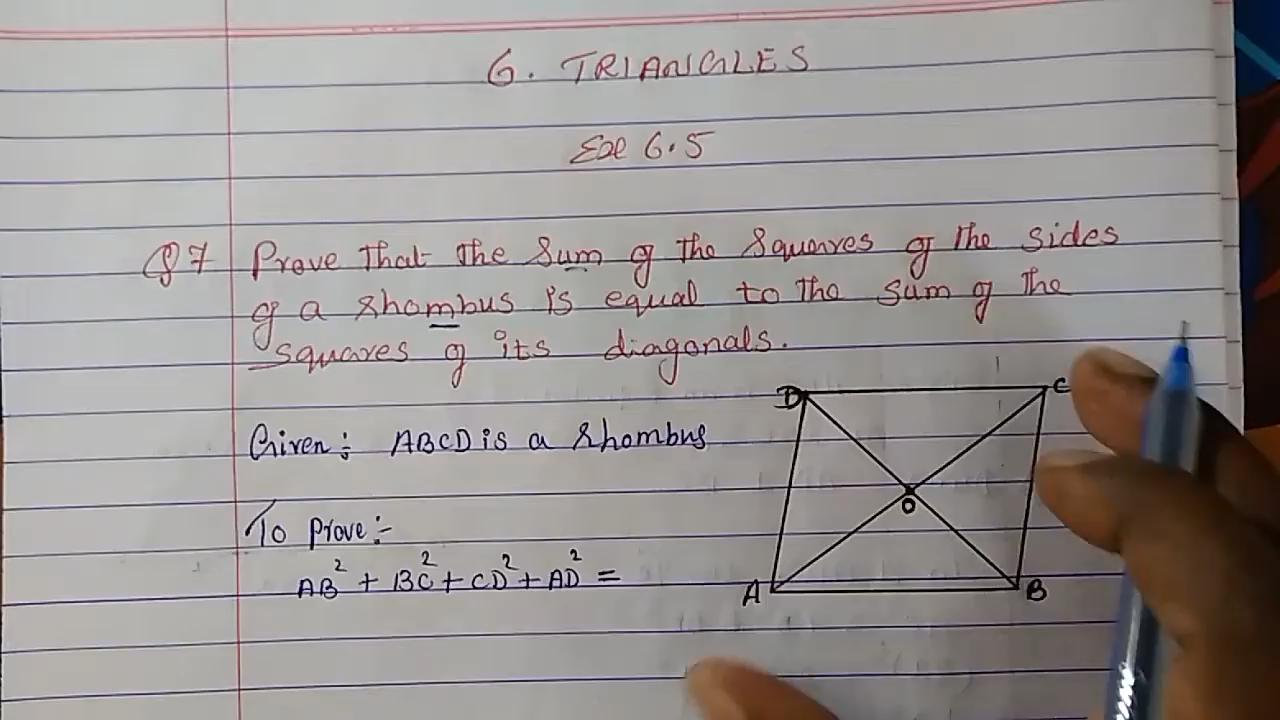 6. TRIANGLES
Exe 6.5
Q7 Prove that the Sum of the Squares of the sides
of a rhombus is equal to the sum of the
squares of its diagonals.
D C
Given:- ABCD is a rhombus
O
To Prove:-
AB² + BC² + CD² + AD² =
A B